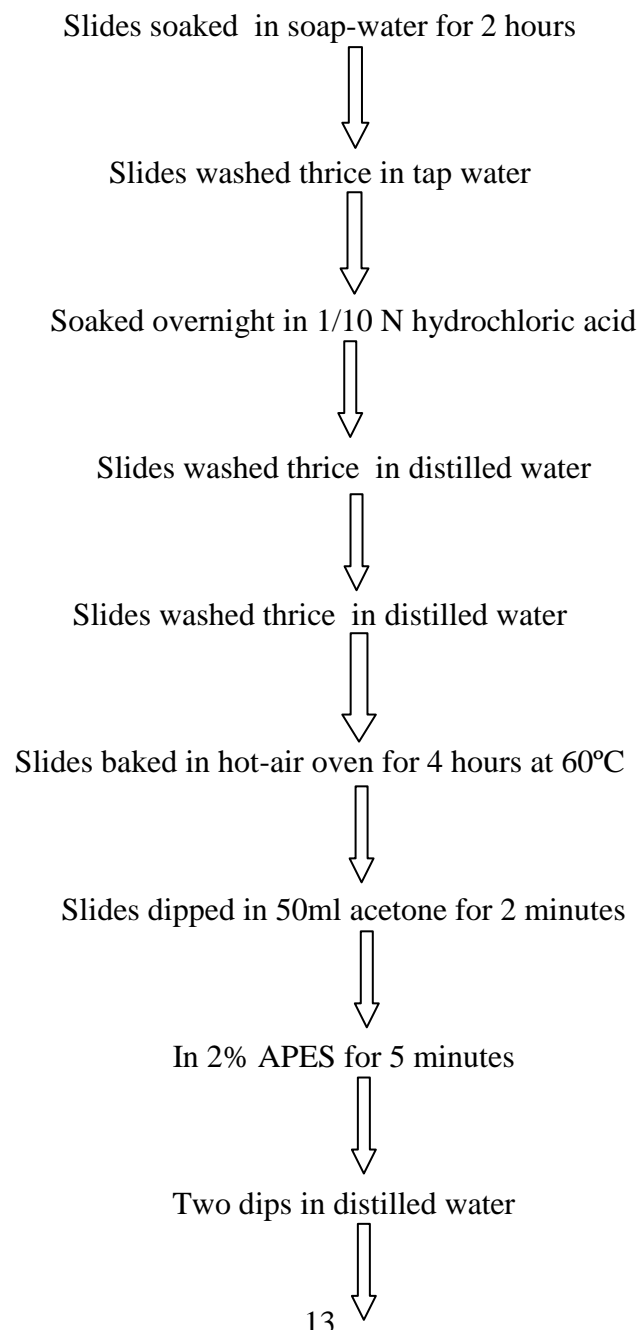 Slides soaked in soap-water for 2 hours
Slides washed thrice in tap water
Soaked overnight in 1/10 N hydrochloric acid
Slides washed thrice in distilled water
Slides washed thrice in distilled water
Slides baked in hot-air oven for 4 hours at 60ºC
Slides dipped in 50ml acetone for 2 minutes
In 2% APES for 5 minutes
Two dips in distilled water
13